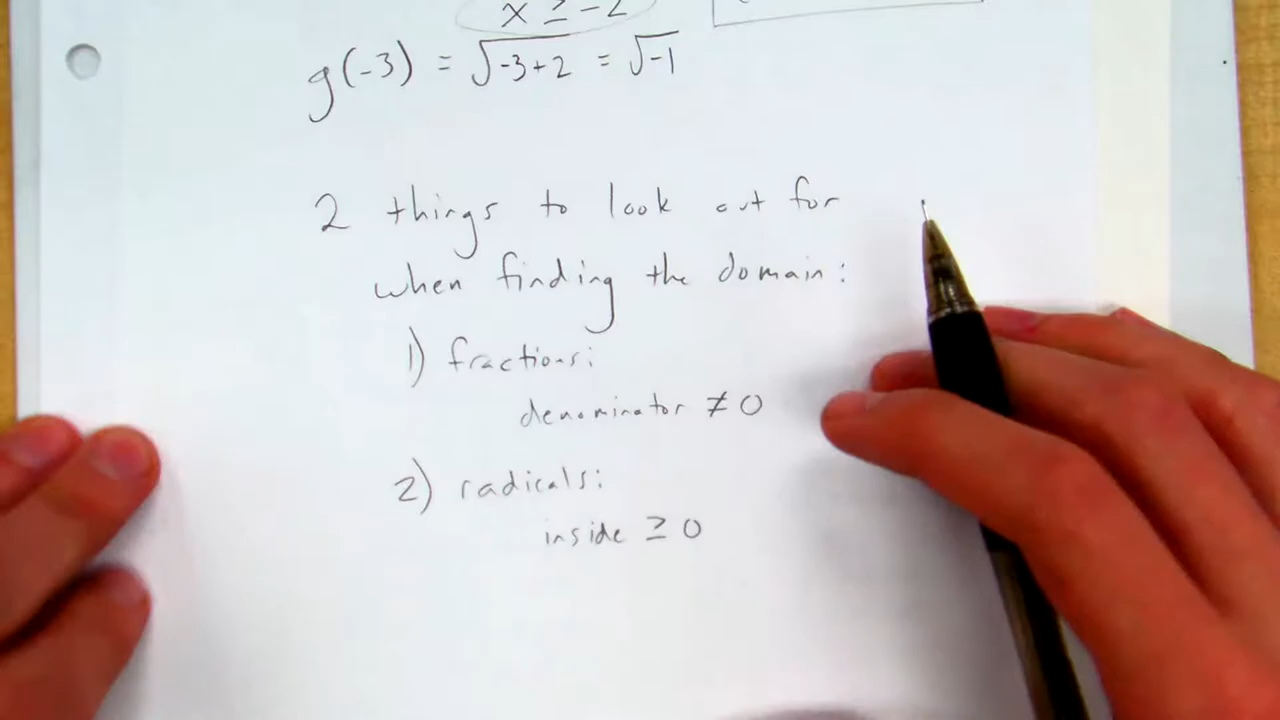 x ≥ -2
g(-3) = √-3+2 = √-1
2 things to look out for
when finding the domain:
1) fractions:
denominator ≠ 0
2) radicals:
inside ≥ 0